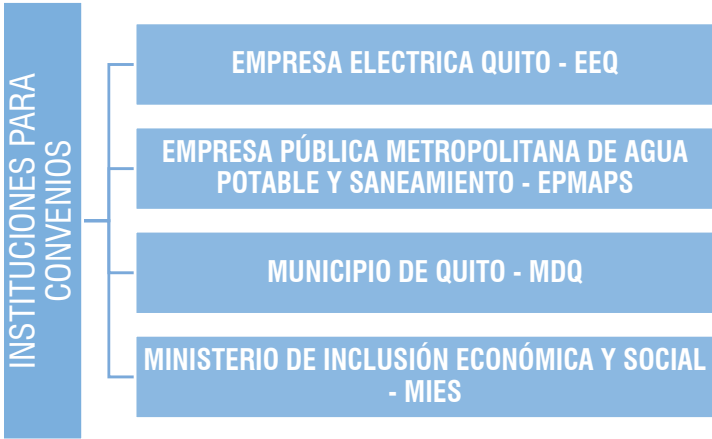 INSTITUCIONES PARA
CONVENIOS
EMPRESA ELECTRICA QUITO - EEQ
EMPRESA PÚBLICA METROPOLITANA DE AGUA
POTABLE Y SANEAMIENTO - EPMAPS
MUNICIPIO DE QUITO - MDQ
MINISTERIO DE INCLUSIÓN ECONÓMICA Y SOCIAL
- MIES